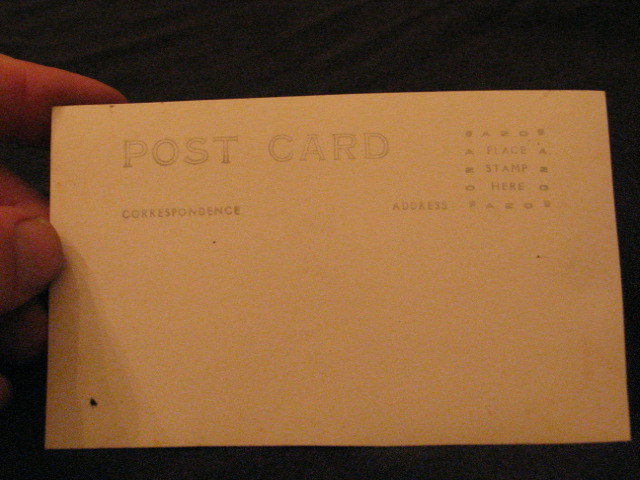 POST CARD
PLACE
STAMP
HERE
CORRESPONDENCE
ADDRESS